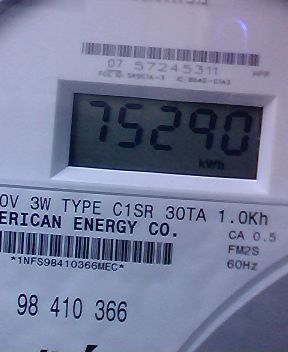 07 57245311
75290
kWh
0V 3W TYPE C1SR 30TA 1.0Kh
ERICAN ENERGY CO.
CA 0.5
FM2S
*1NFS98410366MEC*
60Hz
98 410 366